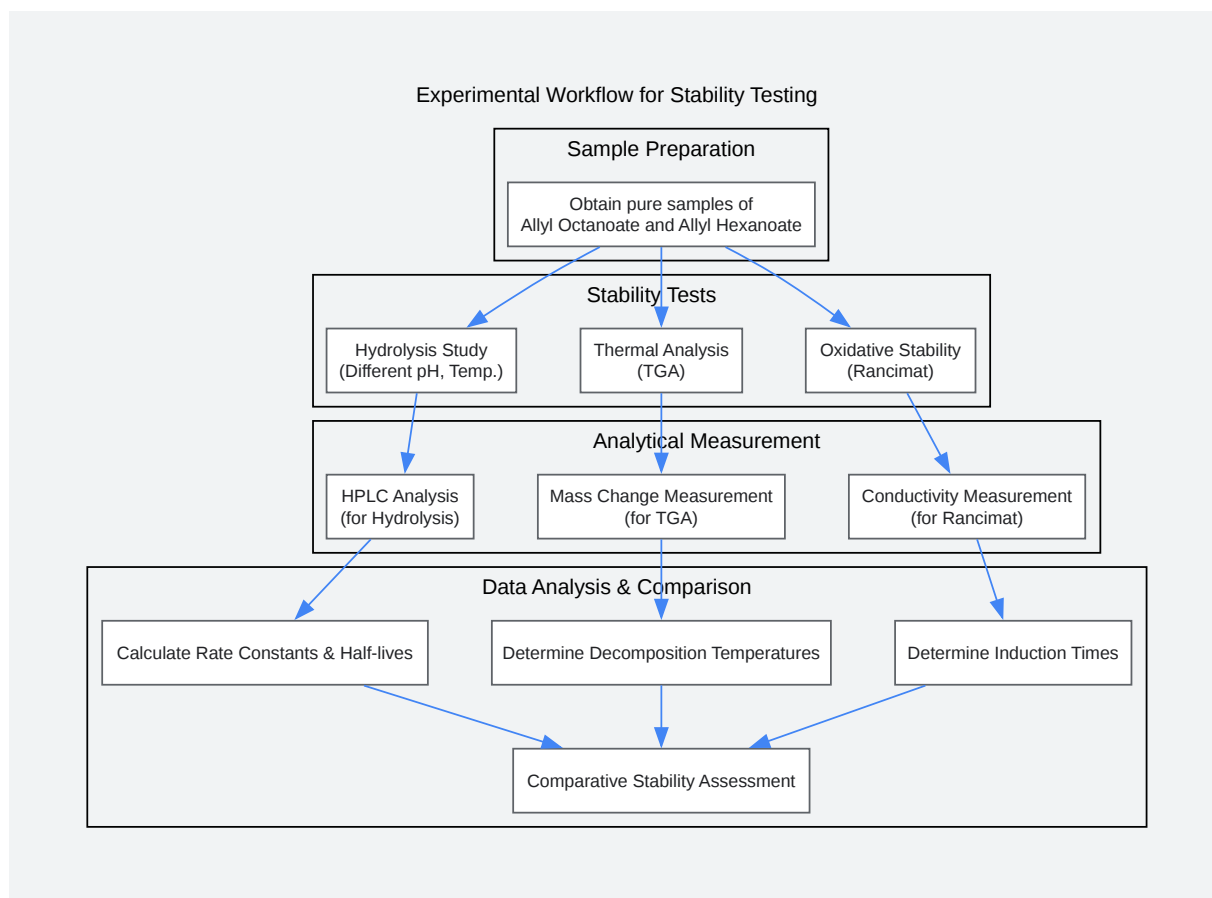 Experimental Workflow for Stability Testing
Sample Preparation
Obtain pure samples of
Allyl Octanoate and Allyl Hexanoate
Stability Tests
Hydrolysis Study
(Different pH, Temp.)
Thermal Analysis
(TGA)
Oxidative Stability
(Rancimat)
Analytical Measurement
HPLC Analysis
(for Hydrolysis)
Mass Change Measurement
(for TGA)
Conductivity Measurement
(for Rancimat)
Data Analysis & Comparison
Calculate Rate Constants & Half-lives
Determine Decomposition Temperatures
Determine Induction Times
Comparative Stability Assessment